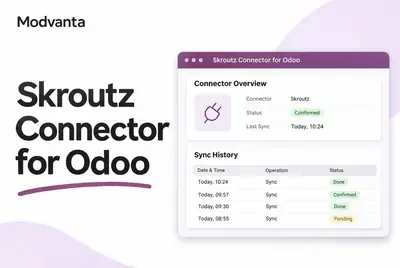 Modvanta
Skroutz
Connector
for Odoo
Skroutz Connector for Odoo
Connector Overview
Connector Skroutz
Status Confirmed
Last Sync Today, 10:24
Sync History
Date & Time Operation Status
Today, 10:24 Sync Done
Today, 09:57 Sync Confirmed
Today, 09:30 Sync Done
Today, 08:55 Sync Pending